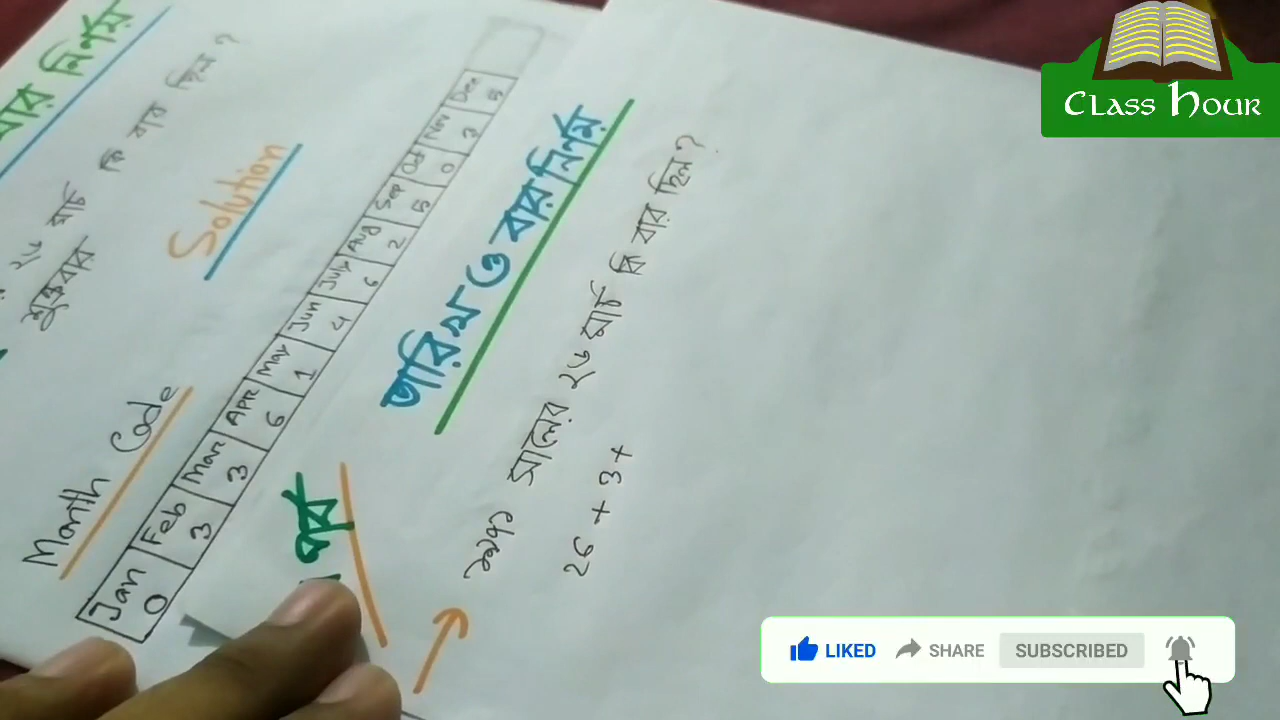 বার নির্ণয়
২৬ মার্চ কি বার ছিল ?
শুক্রবার
Solution
Month Code
Jan Feb Mar Apr May Jun July Aug Sep Oct Nov Dec
0 3 3 6 1 4 6 2 5 0 3 5
পর্ব
তারিখ ও বার নির্ণয়
১৯৭১ সালের ২৬ মার্চ কি বার ছিল ?
26 + 3 +
CLASS HOUR
LIKED SHARE SUBSCRIBED